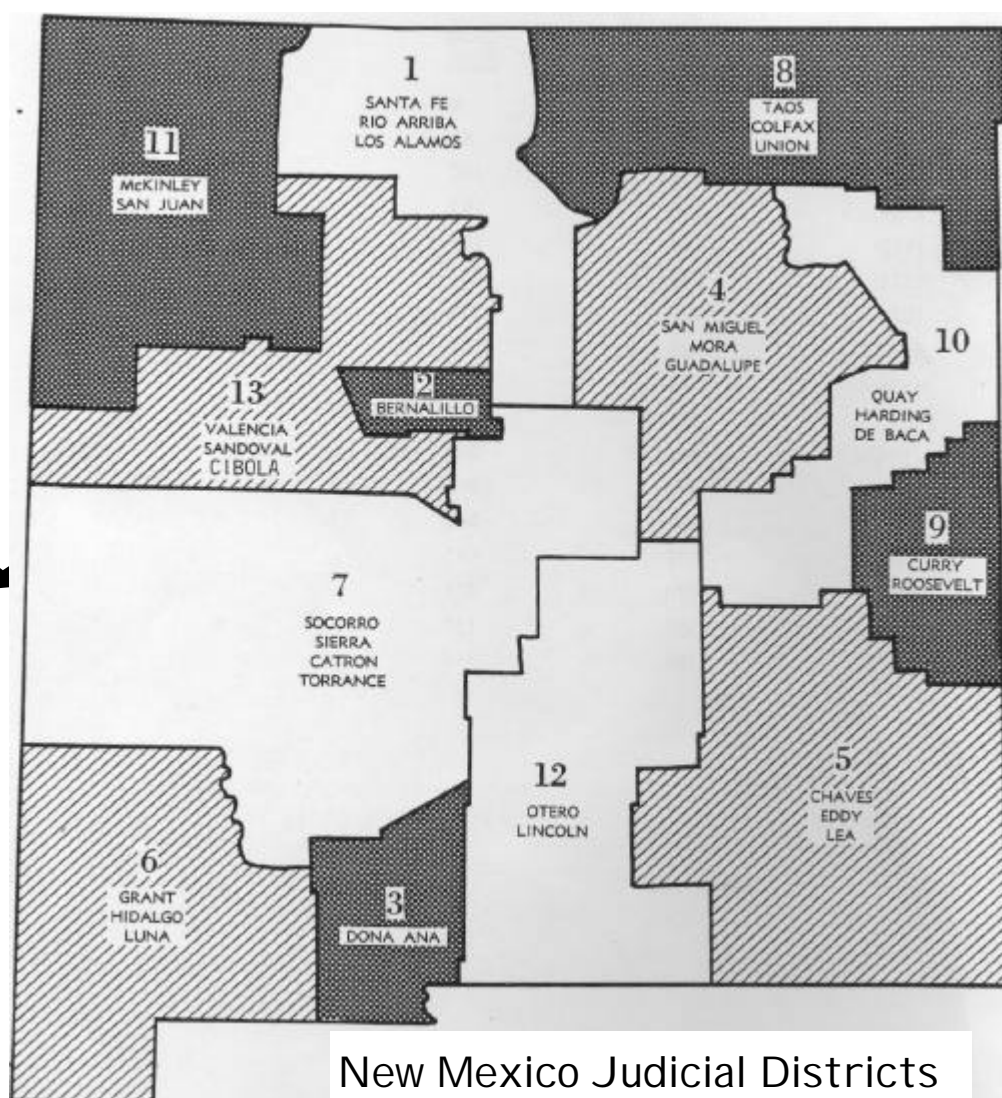 1
SANTA FE
RIO ARRIBA
LOS ALAMOS
8
TAOS
COLFAX
UNION
11
McKINLEY
SAN JUAN
4
SAN MIGUEL
MORA
GUADALUPE
10
QUAY
HARDING
DE BACA
13
VALENCIA
SANDOVAL
CIBOLA
2
BERNALILLO
9
CURRY
ROOSEVELT
7
SOCORRO
SIERRA
CATRON
TORRANCE
12
OTERO
LINCOLN
5
CHAVES
EDDY
LEA
6
GRANT
HIDALGO
LUNA
3
DONA ANA
New Mexico Judicial Districts